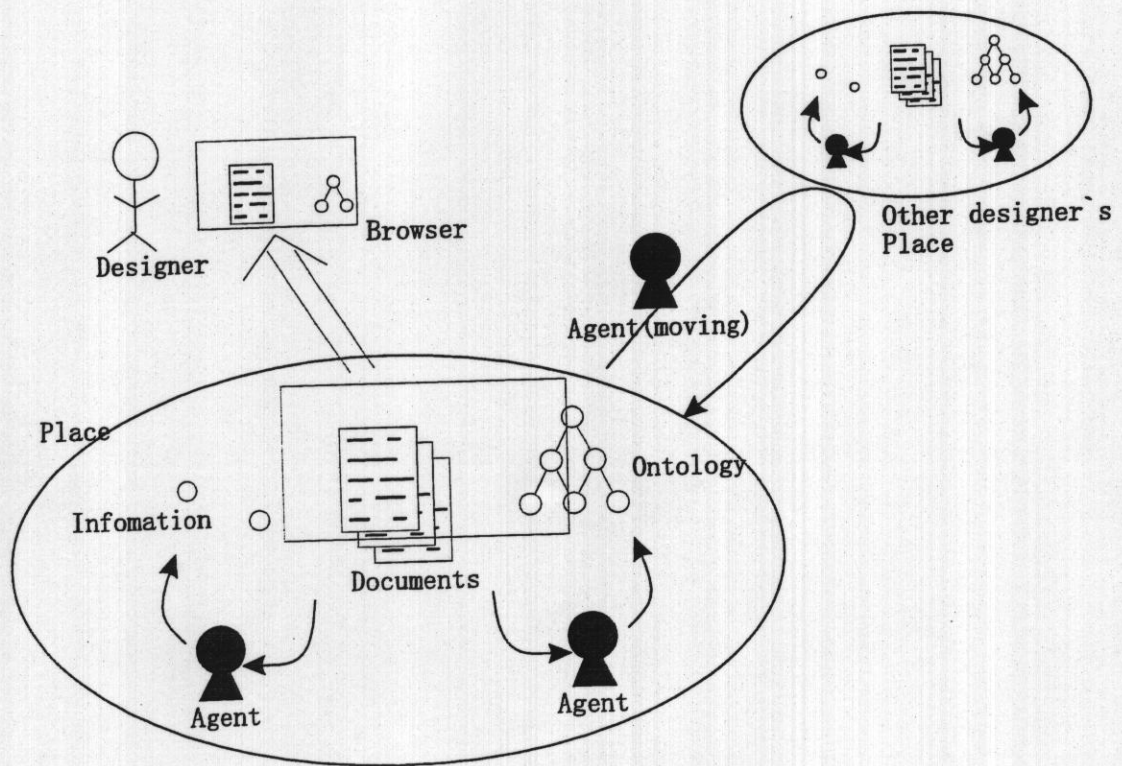 Other designer`s
Place
Browser
Designer
Agent(moving)
Place
Ontology
Infomation
Documents
Agent
Agent